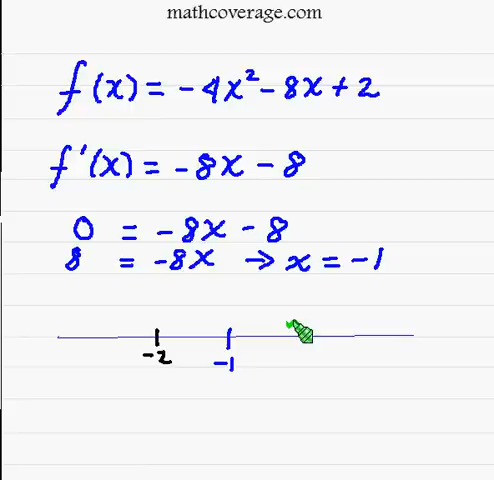 mathcoverage.com
f(x) = -4x² - 8x + 2
f'(x) = -8x - 8
0 = -8x - 8
8 = -8x → x = -1
-2 -1